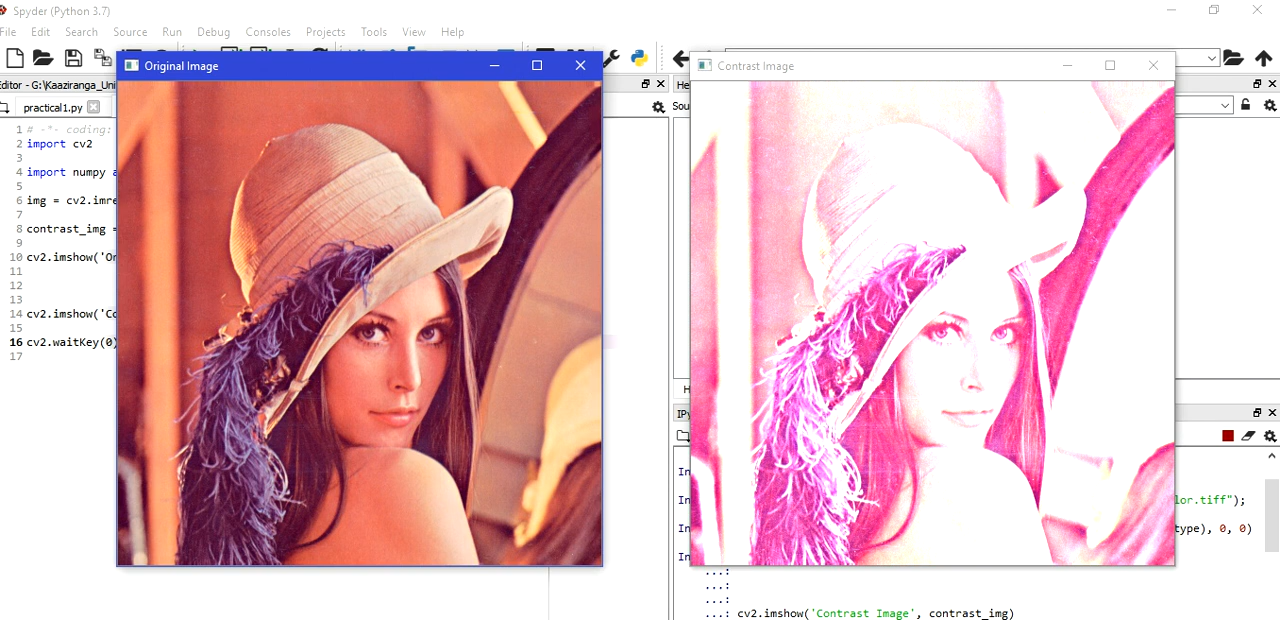 Spyder (Python 3.7)
File Edit Search Source Run Debug Consoles Projects Tools View Help
Original Image
Contrast Image
Editor - G:\Kaaziranga_Uni
He
practical1.py
Sou
1 # -*- coding:
2 import cv2
3
4 import numpy a
5
6 img = cv2.imre
7
8 contrast_img =
9
10 cv2.imshow('Or
11
12
13
14 cv2.imshow('Co
15
16 cv2.waitKey(0)
17
H
IPy
In
In lor.tiff");
In type), 0, 0)
In
...:
...:
...:
...: cv2.imshow('Contrast Image', contrast_img)